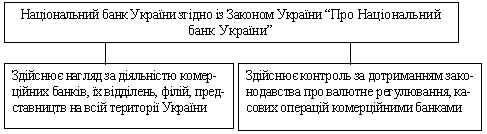 Національний банк України згідно із Законом України “Про Національний
банк України”
Здійснює нагляд за діяльністю комер-
ційних банків, їх відділень, філій, пред-
ставництв на всій території України
Здійснює контроль за дотриманням зако-
нодавства про валютне регулювання, ка-
сових операцій комерційними банками